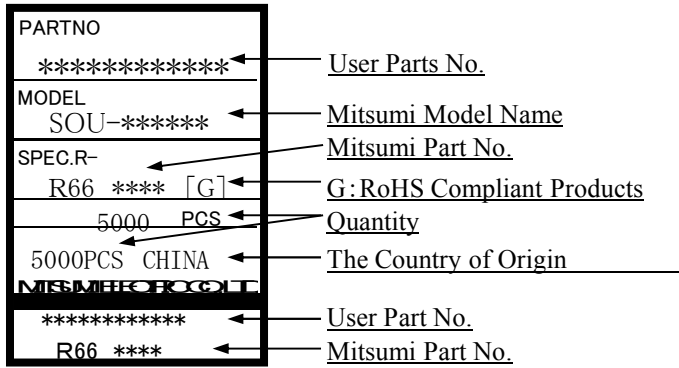 PARTNO
************ User Parts No.
MODEL
SOU-****** Mitsumi Model Name
SPEC.R- Mitsumi Part No.
R66 **** [G] G:RoHS Compliant Products
5000 PCS Quantity
5000PCS CHINA The Country of Origin
************ User Part No.
R66 **** Mitsumi Part No.